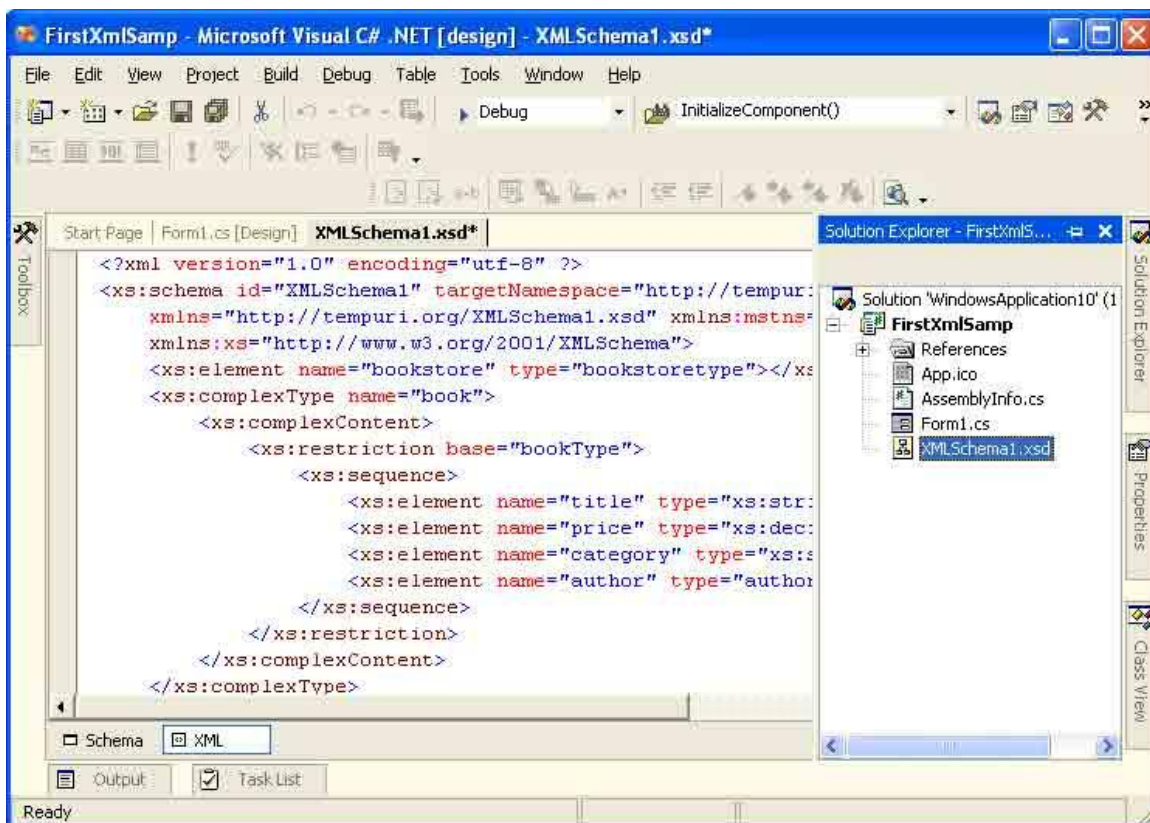 FirstXmlSamp - Microsoft Visual C# .NET [design] - XMLSchema1.xsd*
File Edit View Project Build Debug Table Tools Window Help
Debug InitializeComponent()
Toolbox
Start Page Form1.cs [Design] XMLSchema1.xsd*
<?xml version="1.0" encoding="utf-8" ?>
<xs:schema id="XMLSchema1" targetNamespace="http://tempuri
xmlns="http://tempuri.org/XMLSchema1.xsd" xmlns:mstns=
xmlns:xs="http://www.w3.org/2001/XMLSchema">
<xs:element name="bookstore" type="bookstoretype"></xs
<xs:complexType name="book">
<xs:complexContent>
<xs:restriction base="bookType">
<xs:sequence>
<xs:element name="title" type="xs:stri
<xs:element name="price" type="xs:deci
<xs:element name="category" type="xs:s
<xs:element name="author" type="author
</xs:sequence>
</xs:restriction>
</xs:complexContent>
</xs:complexType>
Schema XML
Output Task List
Ready
Solution Explorer - FirstXmlS...
Solution 'WindowsApplication10' (1
FirstXmlSamp
References
App.ico
AssemblyInfo.cs
Form1.cs
XMLSchema1.xsd
Solution Explorer
Properties
Class View